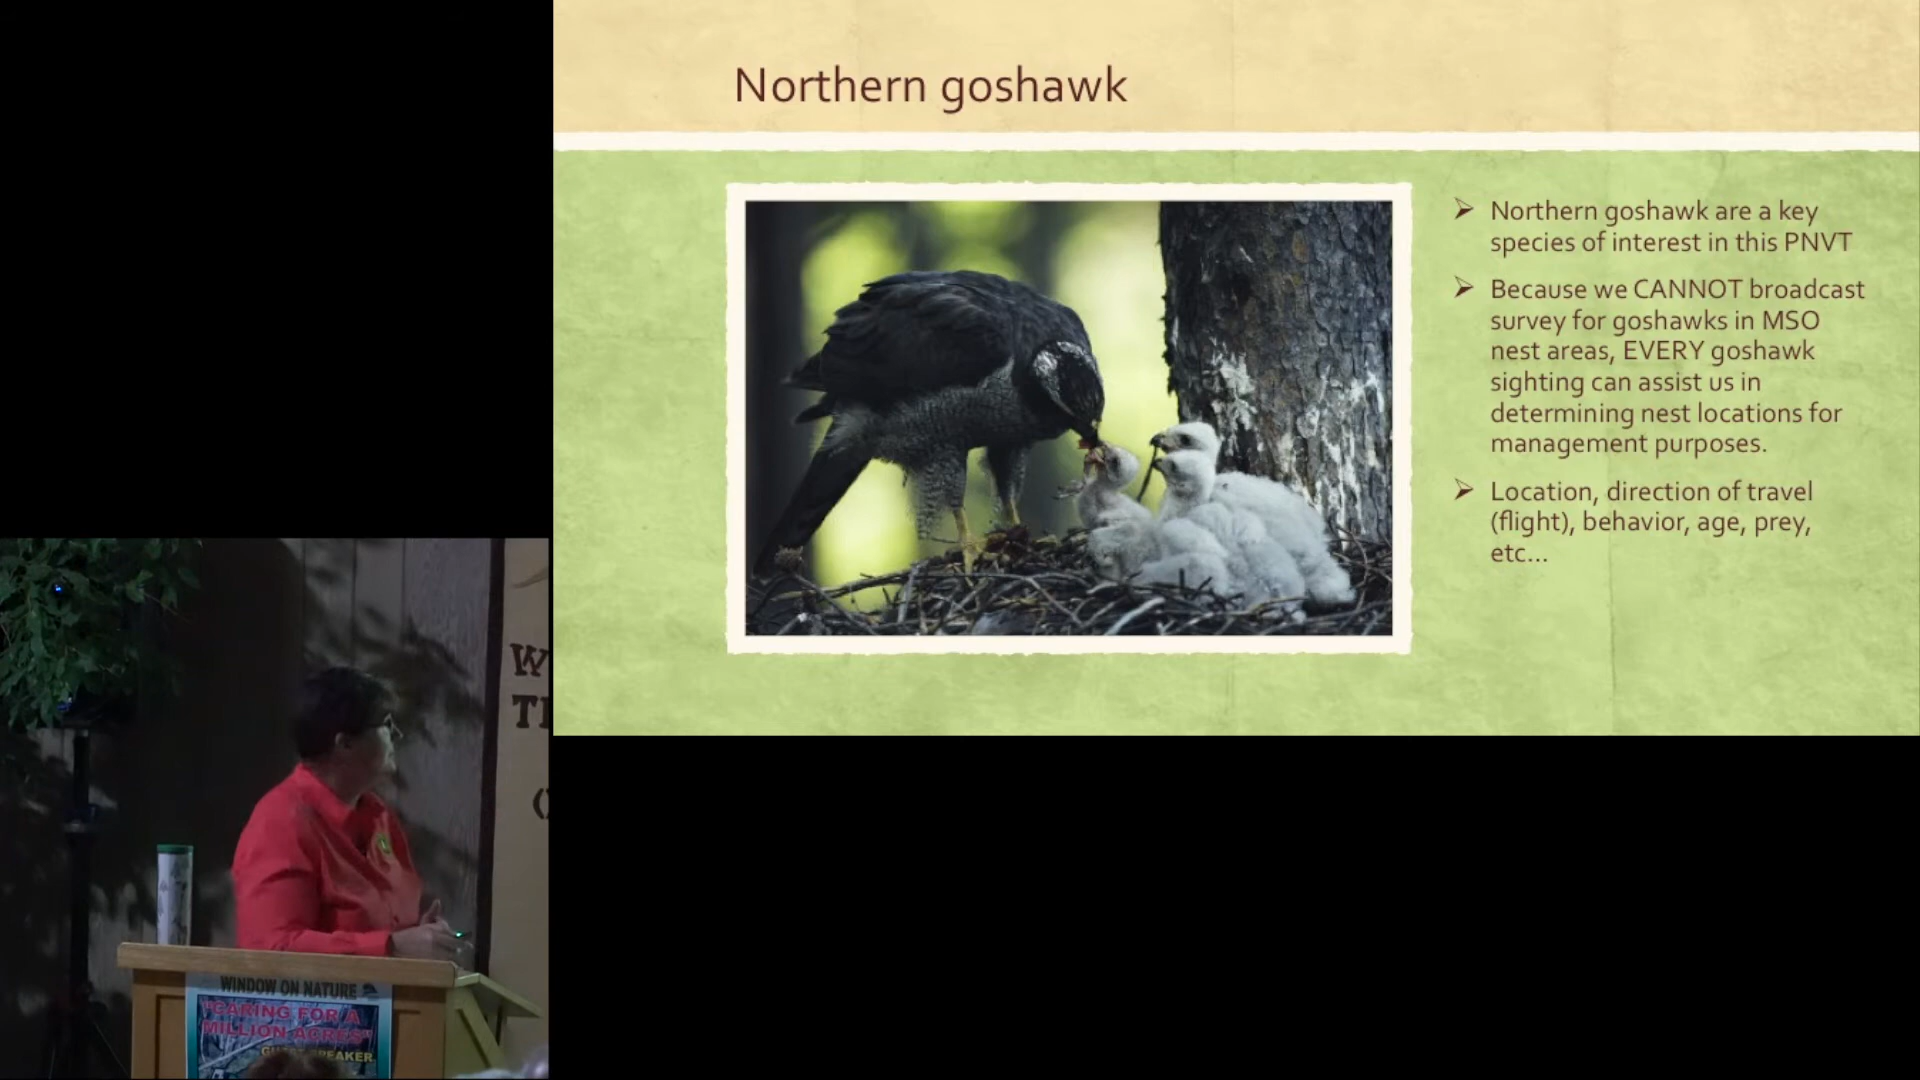 Northern goshawk
Northern goshawk are a key
species of interest in this PNVT
Because we CANNOT broadcast
survey for goshawks in MSO
nest areas, EVERY goshawk
sighting can assist us in
determining nest locations for
management purposes.
Location, direction of travel
(flight), behavior, age, prey,
etc...
WINDOW ON NATURE
"CARING FOR A
MILLION ACRES"